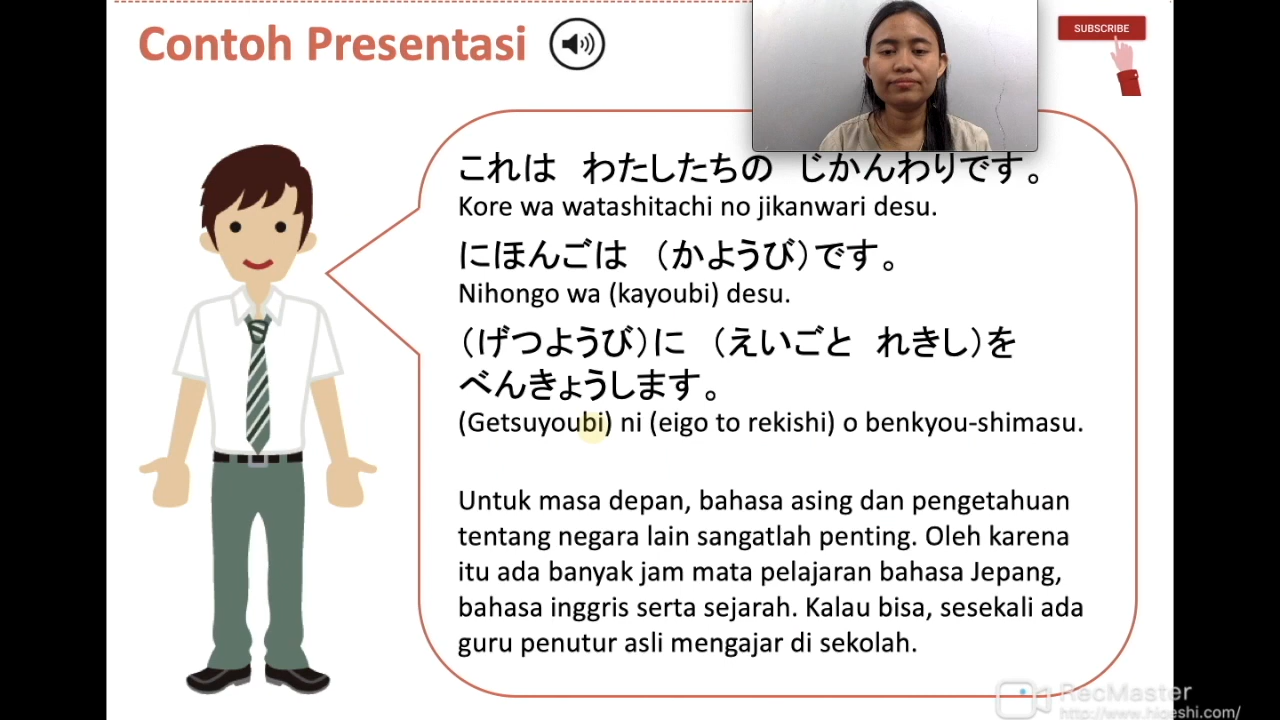 Contoh Presentasi
SUBSCRIBE
これは　わたしたちの　じかんわりです。
Kore wa watashitachi no jikanwari desu.
にほんごは　（かようび）です。
Nihongo wa (kayoubi) desu.
（げつようび）に　（えいごと　れきし）を
べんきょうします。
(Getsuyoubi) ni (eigo to rekishi) o benkyou-shimasu.
Untuk masa depan, bahasa asing dan pengetahuan
tentang negara lain sangatlah penting. Oleh karena
itu ada banyak jam mata pelajaran bahasa Jepang,
bahasa inggris serta sejarah. Kalau bisa, sesekali ada
guru penutur asli mengajar di sekolah.
RecMaster